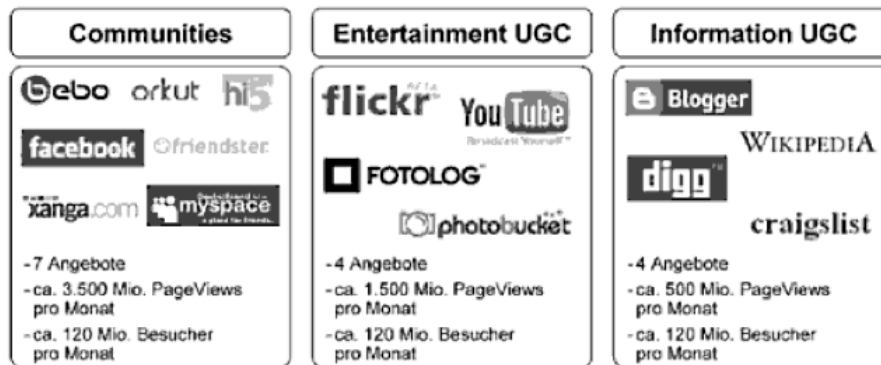 Communities
bebo orkut hi5
facebook friendster
xanga.com myspace
-7 Angebote
-ca. 3.500 Mio. PageViews
pro Monat
-ca. 120 Mio. Besucher
pro Monat
Entertainment UGC
flickr BETA
YouTube
Broadcast Yourself™
FOTOLOG
photobucket
-4 Angebote
-ca. 1.500 Mio. PageViews
pro Monat
-ca. 120 Mio. Besucher
pro Monat
Information UGC
Blogger
WIKIPEDIA
digg
craigslist
-4 Angebote
-ca. 500 Mio. PageViews
pro Monat
-ca. 120 Mio. Besucher
pro Monat